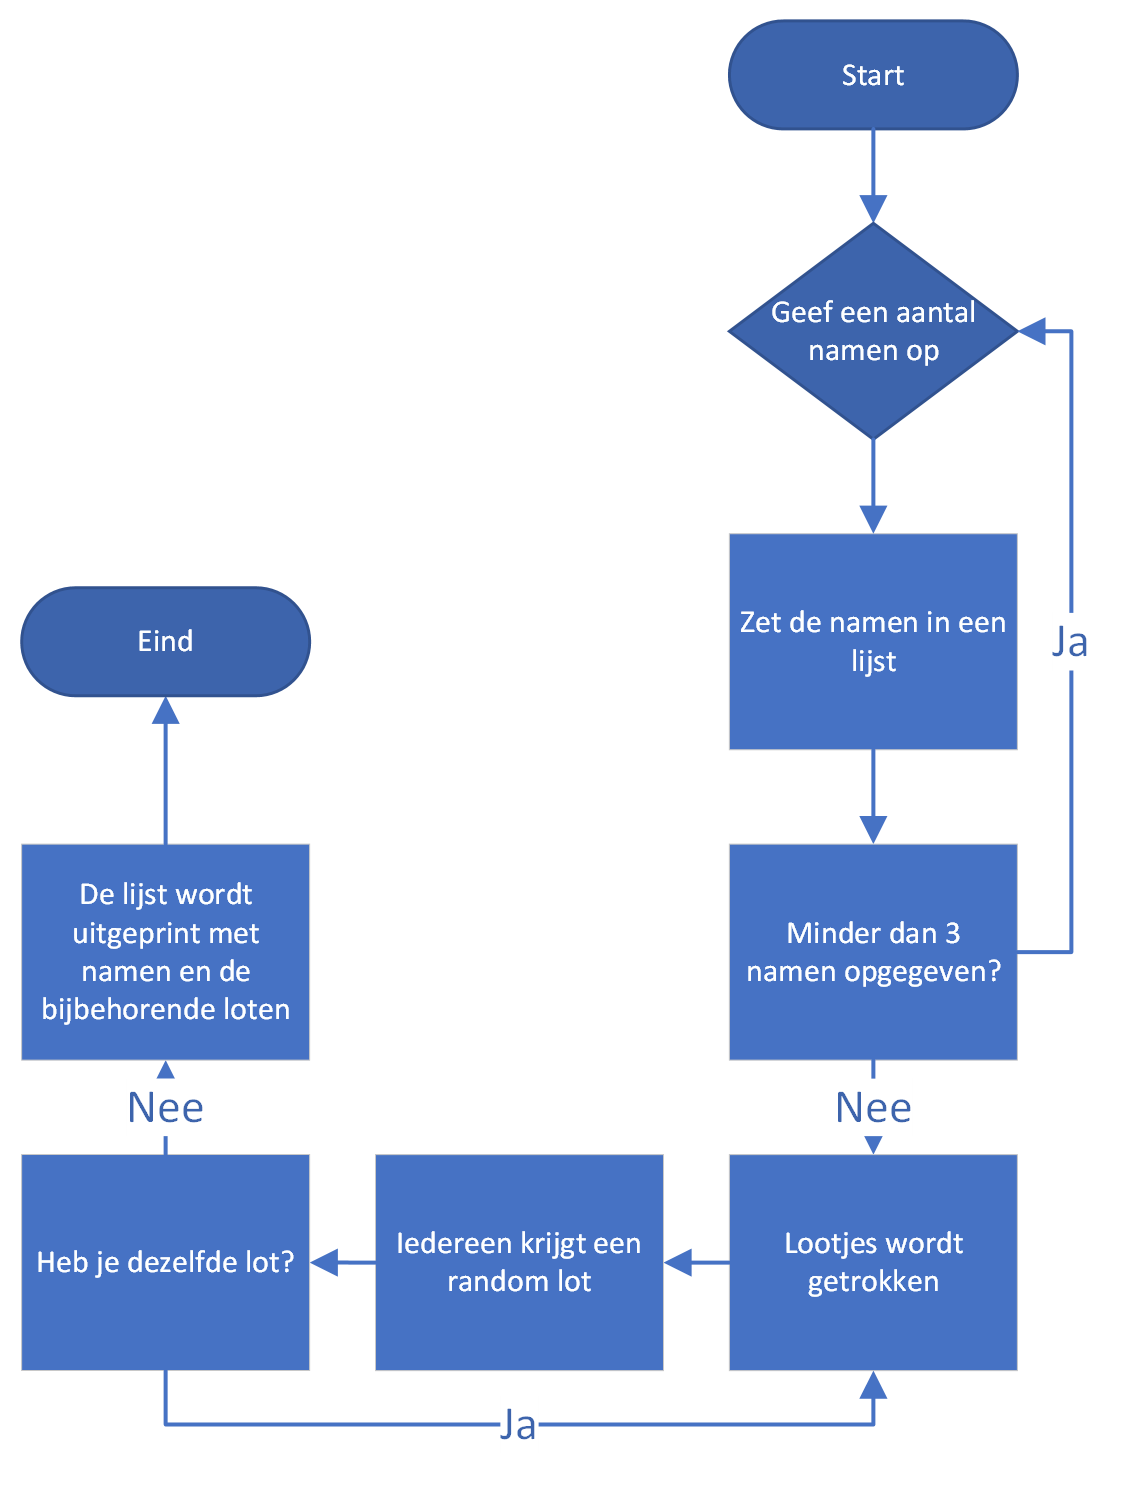 Start
Geef een aantal
namen op
Zet de namen in een
lijst
Ja
Minder dan 3
namen opgegeven?
Nee
Lootjes wordt
getrokken
Iedereen krijgt een
random lot
Heb je dezelfde lot?
Ja
Nee
De lijst wordt
uitgeprint met
namen en de
bijbehorende loten
Eind